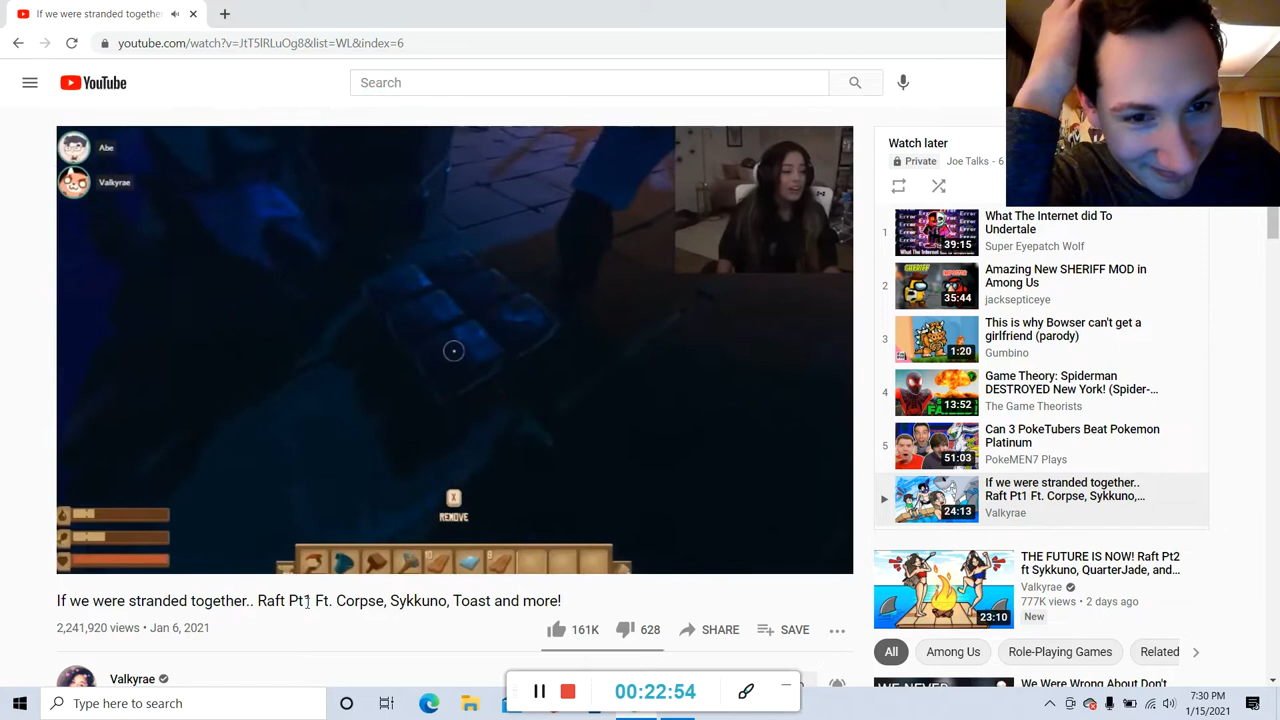 If we were stranded together
youtube.com/watch?v=JtT5lRLuOg8&list=WL&index=6
YouTube
Search
Abe
Valkyrae
X
REMOVE
Watch later
Private Joe Talks - 6
1
39:15
What The Internet did To
Undertale
Super Eyepatch Wolf
2
SHERIFF
35:44
Amazing New SHERIFF MOD in
Among Us
jacksepticeye
3
1:20
This is why Bowser can't get a
girlfriend (parody)
Gumbino
4
13:52
Game Theory: Spiderman
DESTROYED New York! (Spider-...
The Game Theorists
5
51:03
Can 3 PokeTubers Beat Pokemon
Platinum
PokeMEN7 Plays
24:13
If we were stranded together..
Raft Pt1 Ft. Corpse, Sykkuno,...
Valkyrae
23:10
THE FUTURE IS NOW! Raft Pt2
ft Sykkuno, QuarterJade, and...
Valkyrae
777K views • 2 days ago
New
All Among Us Role-Playing Games Related
We Were Wrong About Don't
If we were stranded together.. Raft Pt1 Ft. Corpse, Sykkuno, Toast and more!
2,241,920 views • Jan 6, 2021
161K 628 SHARE SAVE
Valkyrae
00:22:54
Type here to search
7:30 PM
1/15/2021